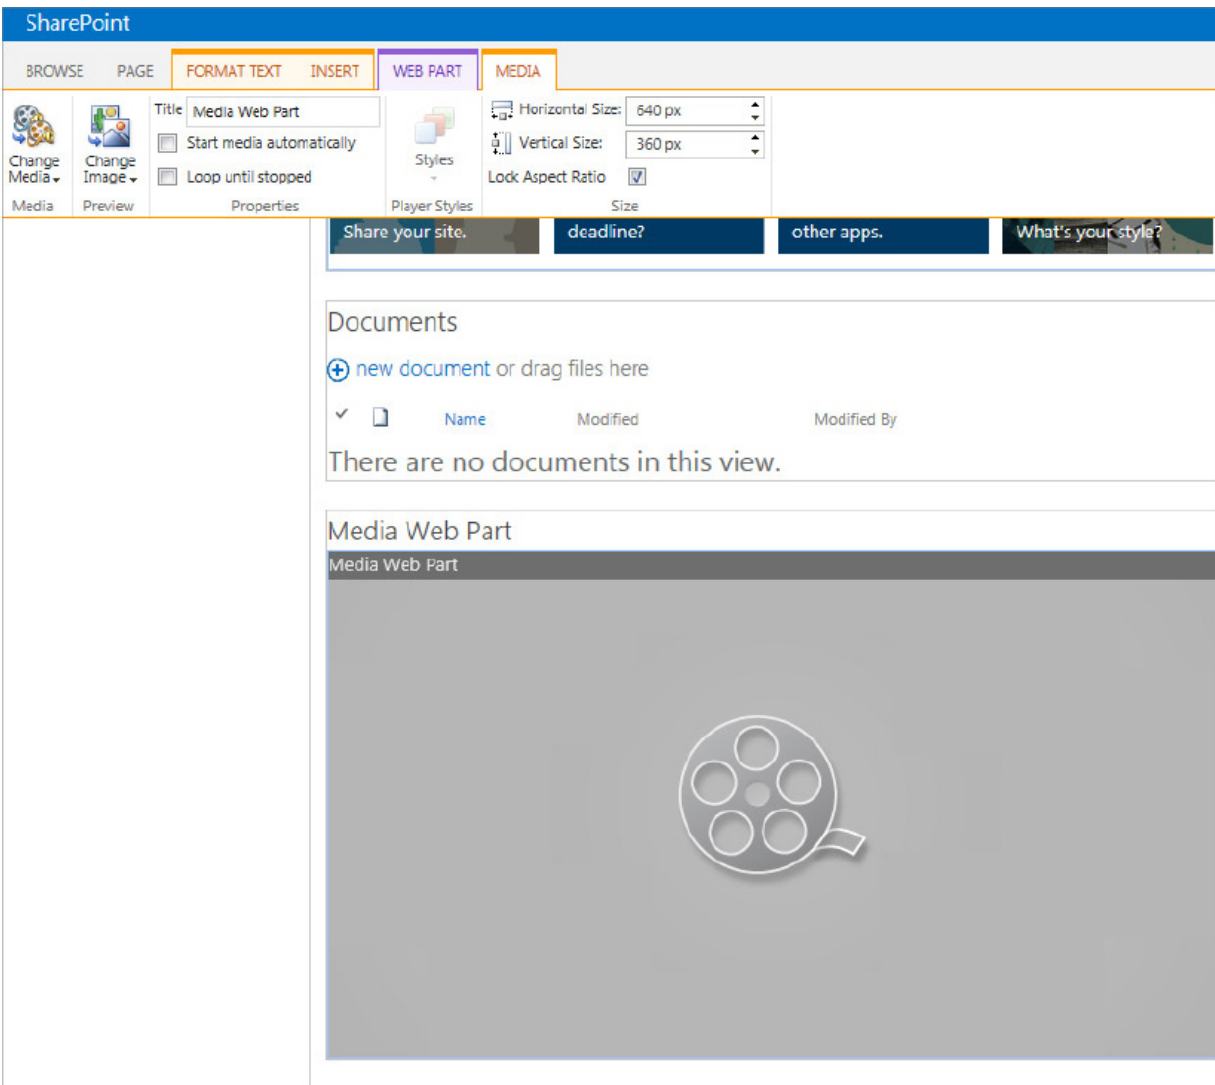 SharePoint
BROWSE PAGE FORMAT TEXT INSERT WEB PART MEDIA
Change Media
Media
Change Image
Preview
Title Media Web Part
Start media automatically
Loop until stopped
Properties
Styles
Player Styles
Horizontal Size: 640 px
Vertical Size: 360 px
Lock Aspect Ratio
Size
Share your site. deadline? other apps. What's your style?
Documents
new document or drag files here
Name Modified Modified By
There are no documents in this view.
Media Web Part
Media Web Part